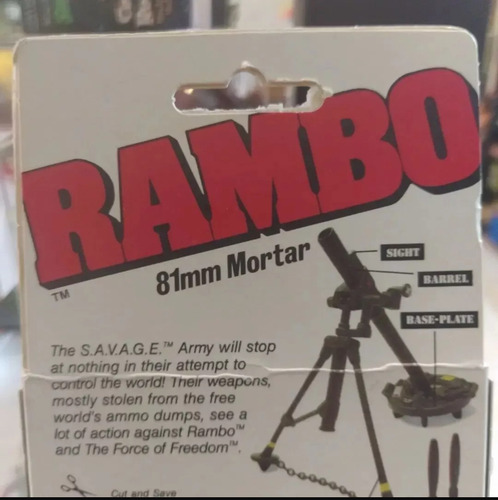 RAMBO
TM
81mm Mortar
SIGHT
BARREL
BASE-PLATE
The S.A.V.A.G.E.™ Army will stop
at nothing in their attempt to
control the world! Their weapons,
mostly stolen from the free
world's ammo dumps, see a
lot of action against Rambo™
and The Force of Freedom™.
Cut and Save